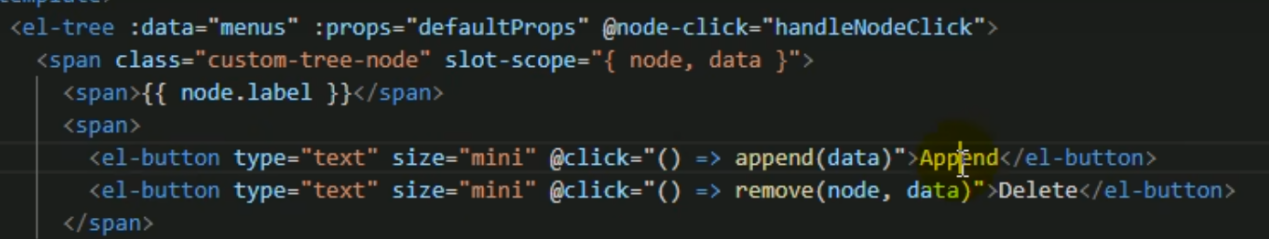 template>
<el-tree :data="menus" :props="defaultProps" @node-click="handleNodeClick">
<span class="custom-tree-node" slot-scope="{ node, data }">
<span>{{ node.label }}</span>
<span>
<el-button type="text" size="mini" @click="() => append(data)">Append</el-button>
<el-button type="text" size="mini" @click="() => remove(node, data)">Delete</el-button>
</span>